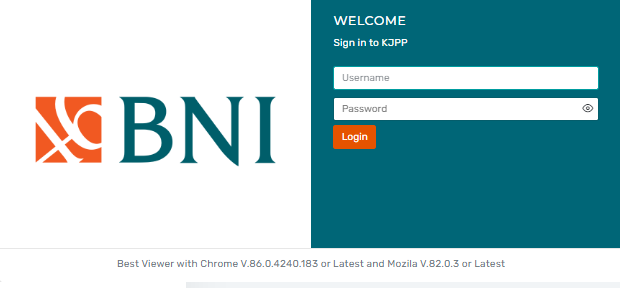 WELCOME
Sign in to KJPP
Username
Password
Login
BNI
Best Viewer with Chrome V.86.0.4240.183 or Latest and Mozila V.82.0.3 or Latest